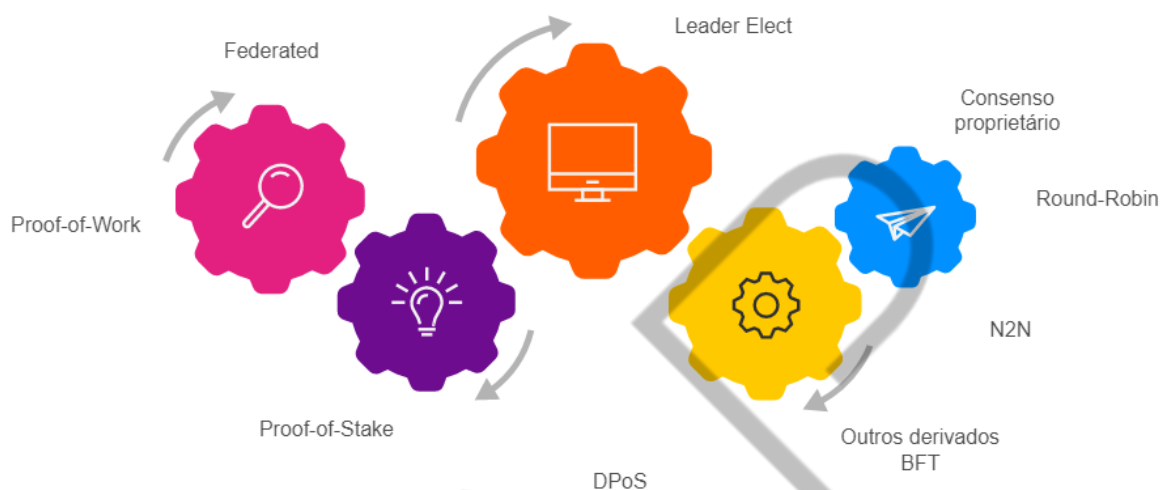 Leader Elect
Federated
Consenso
proprietário
Round-Robin
Proof-of-Work
N2N
Proof-of-Stake
Outros derivados
BFT
DPoS